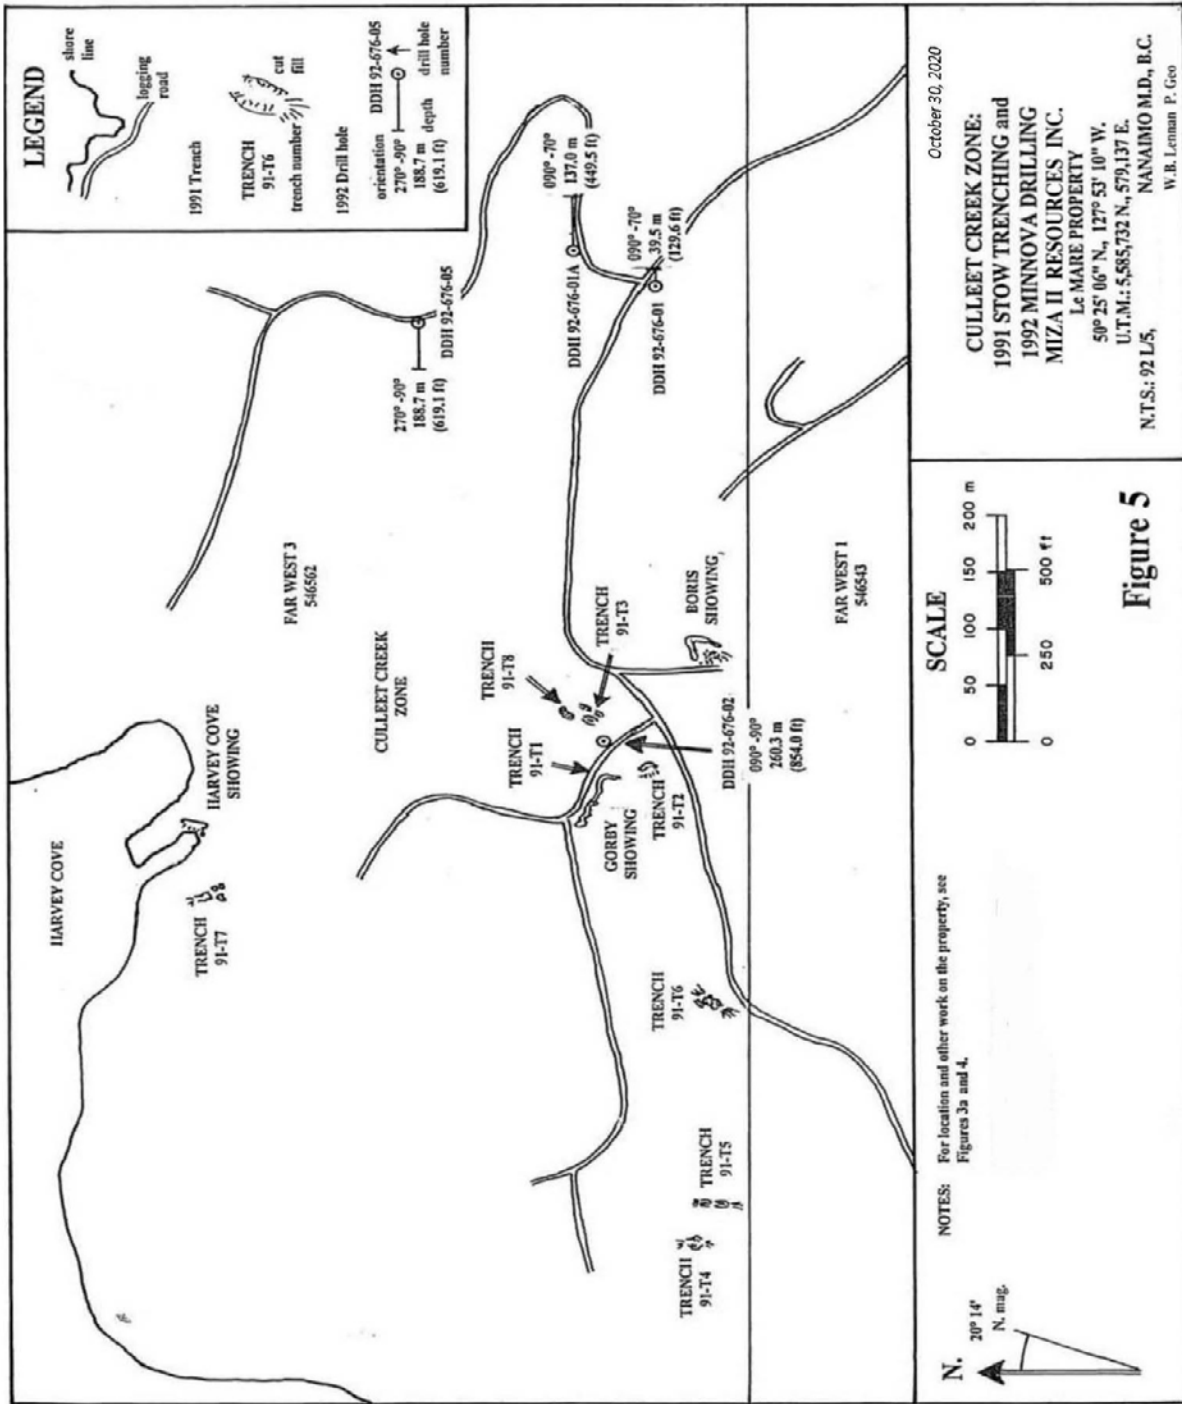 LEGEND
shore
line
logging
road
1991 Trench
TRENCH
91-T6
trench number
cut
fill
1992 Drill hole
orientation
270° -90°
188.7 m
(619.1 ft)
depth
DDH 92-676-05
drill hole
number
HARVEY COVE
HARVEY COVE
SHOWING
TRENCH
91-T7
FAR WEST 3
546562
CULLEET CREEK
ZONE
270° -90°
188.7 m
(619.1 ft)
DDH 92-676-05
090° -70°
137.0 m
(449.5 ft)
DDH 92-676-01A
090° -70°
39.5 m
(129.6 ft)
DDH 92-676-01
TRENCH
91-T8
TRENCH
91-T3
TRENCH
91-T1
GORBY
SHOWING
TRENCH
91-T2
BORIS
SHOWING
DDH 92-676-02
090° -90°
260.3 m
(854.0 ft)
TRENCH
91-T6
TRENCH
91-T5
TRENCH
91-T4
FAR WEST 1
546543
N.
20° 14'
N. mag.
NOTES: For location and other work on the property, see
Figures 3a and 4.
SCALE
0 50 100 150 200 m
0 250 500 ft
Figure 5
October 30, 2020
CULLEET CREEK ZONE:
1991 STOW TRENCHING and
1992 MINNOVA DRILLING
MIZA II RESOURCES INC.
Le MARE PROPERTY
50° 25' 06" N., 127° 53' 10" W.
U.T.M.: 5,585,732 N., 579,137 E.
N.T.S.: 92 L/5, NANAIMO M.D., B.C.
W.B. Lennan P. Geo